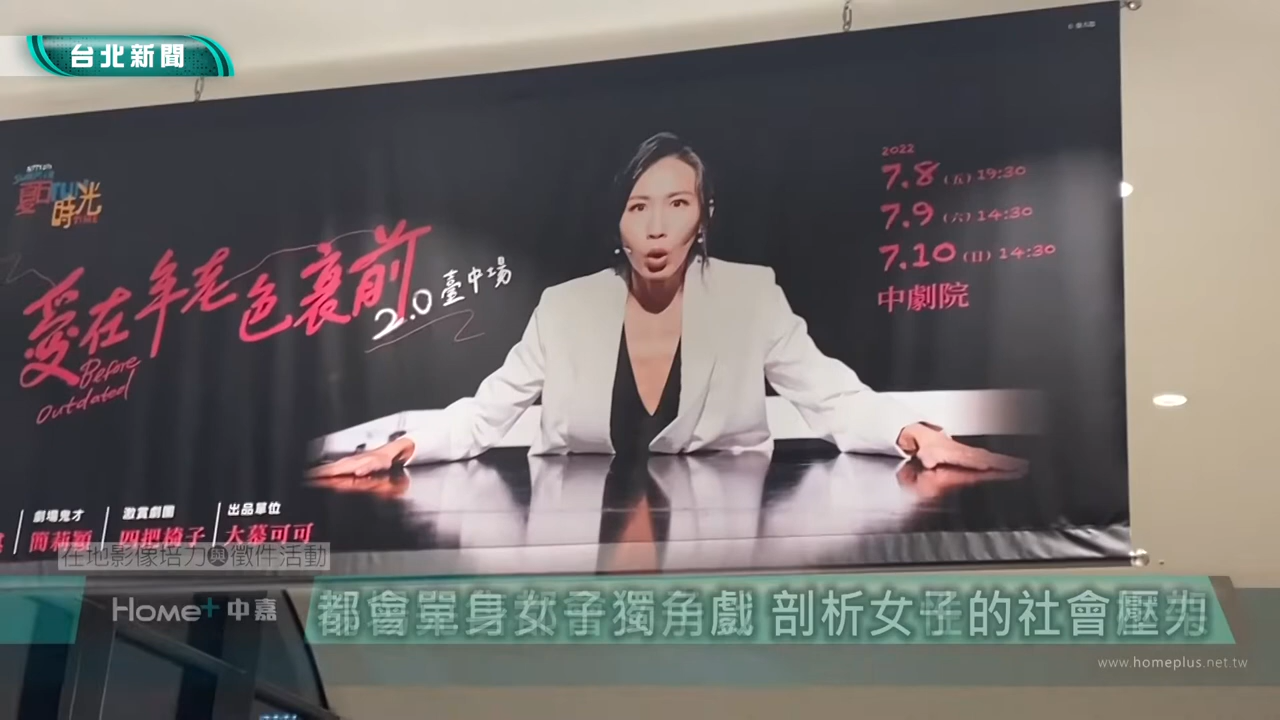 台北新聞
夏日TUN
時光
TIME
愛在年老色衰前
2.0 臺中場
Before
Outdated
2022
7.8 (五) 19:30
7.9 (六) 14:30
7.10 (日) 14:30
中劇院
劇場鬼才
簡莉穎
激賞劇團
四把椅子
出品單位
大慕可可
在地影像培力與徵件活動
Home+ 中嘉
都會單身女子獨角戲 剖析女子的社會壓力
www.homeplus.net.tw